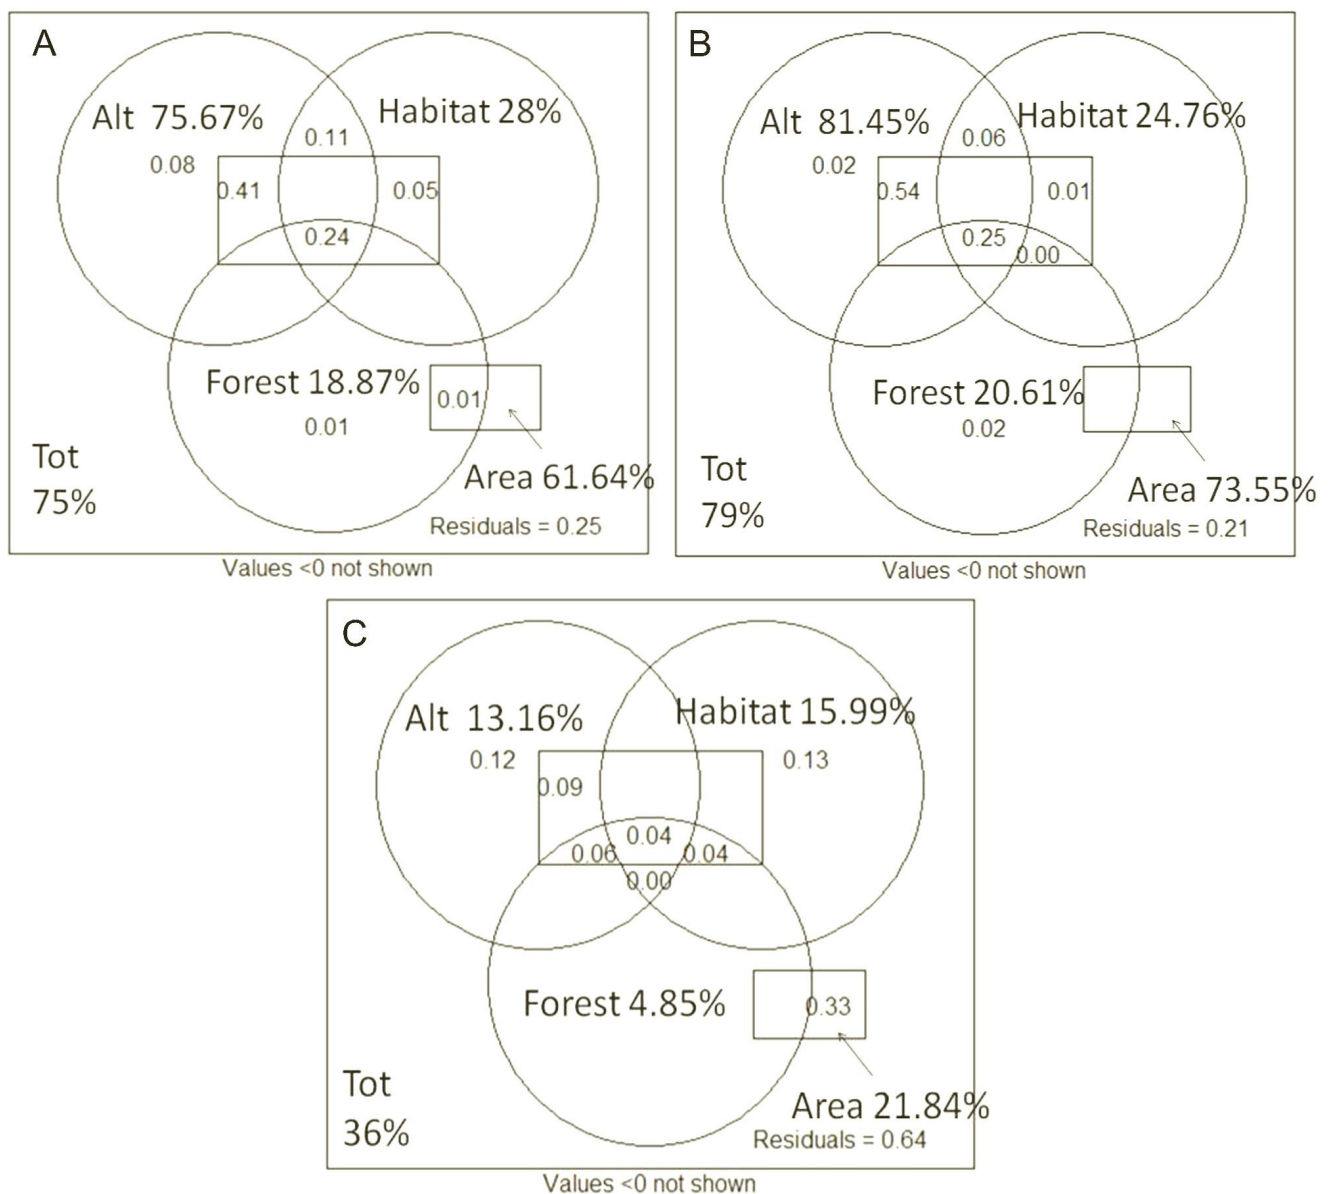 A
Alt 75.67%
Habitat 28%
0.11
0.08
0.41
0.05
0.24
Forest 18.87%
0.01
0.01
Tot
75%
Area 61.64%
Residuals = 0.25
Values <0 not shown
B
Alt 81.45%
Habitat 24.76%
0.06
0.02
0.54
0.01
0.25
0.00
Forest 20.61%
0.02
Tot
79%
Area 73.55%
Residuals = 0.21
Values <0 not shown
C
Alt 13.16%
Habitat 15.99%
0.12
0.13
0.09
0.04
0.06
0.04
0.00
Forest 4.85%
0.33
Tot
36%
Area 21.84%
Residuals = 0.64
Values <0 not shown